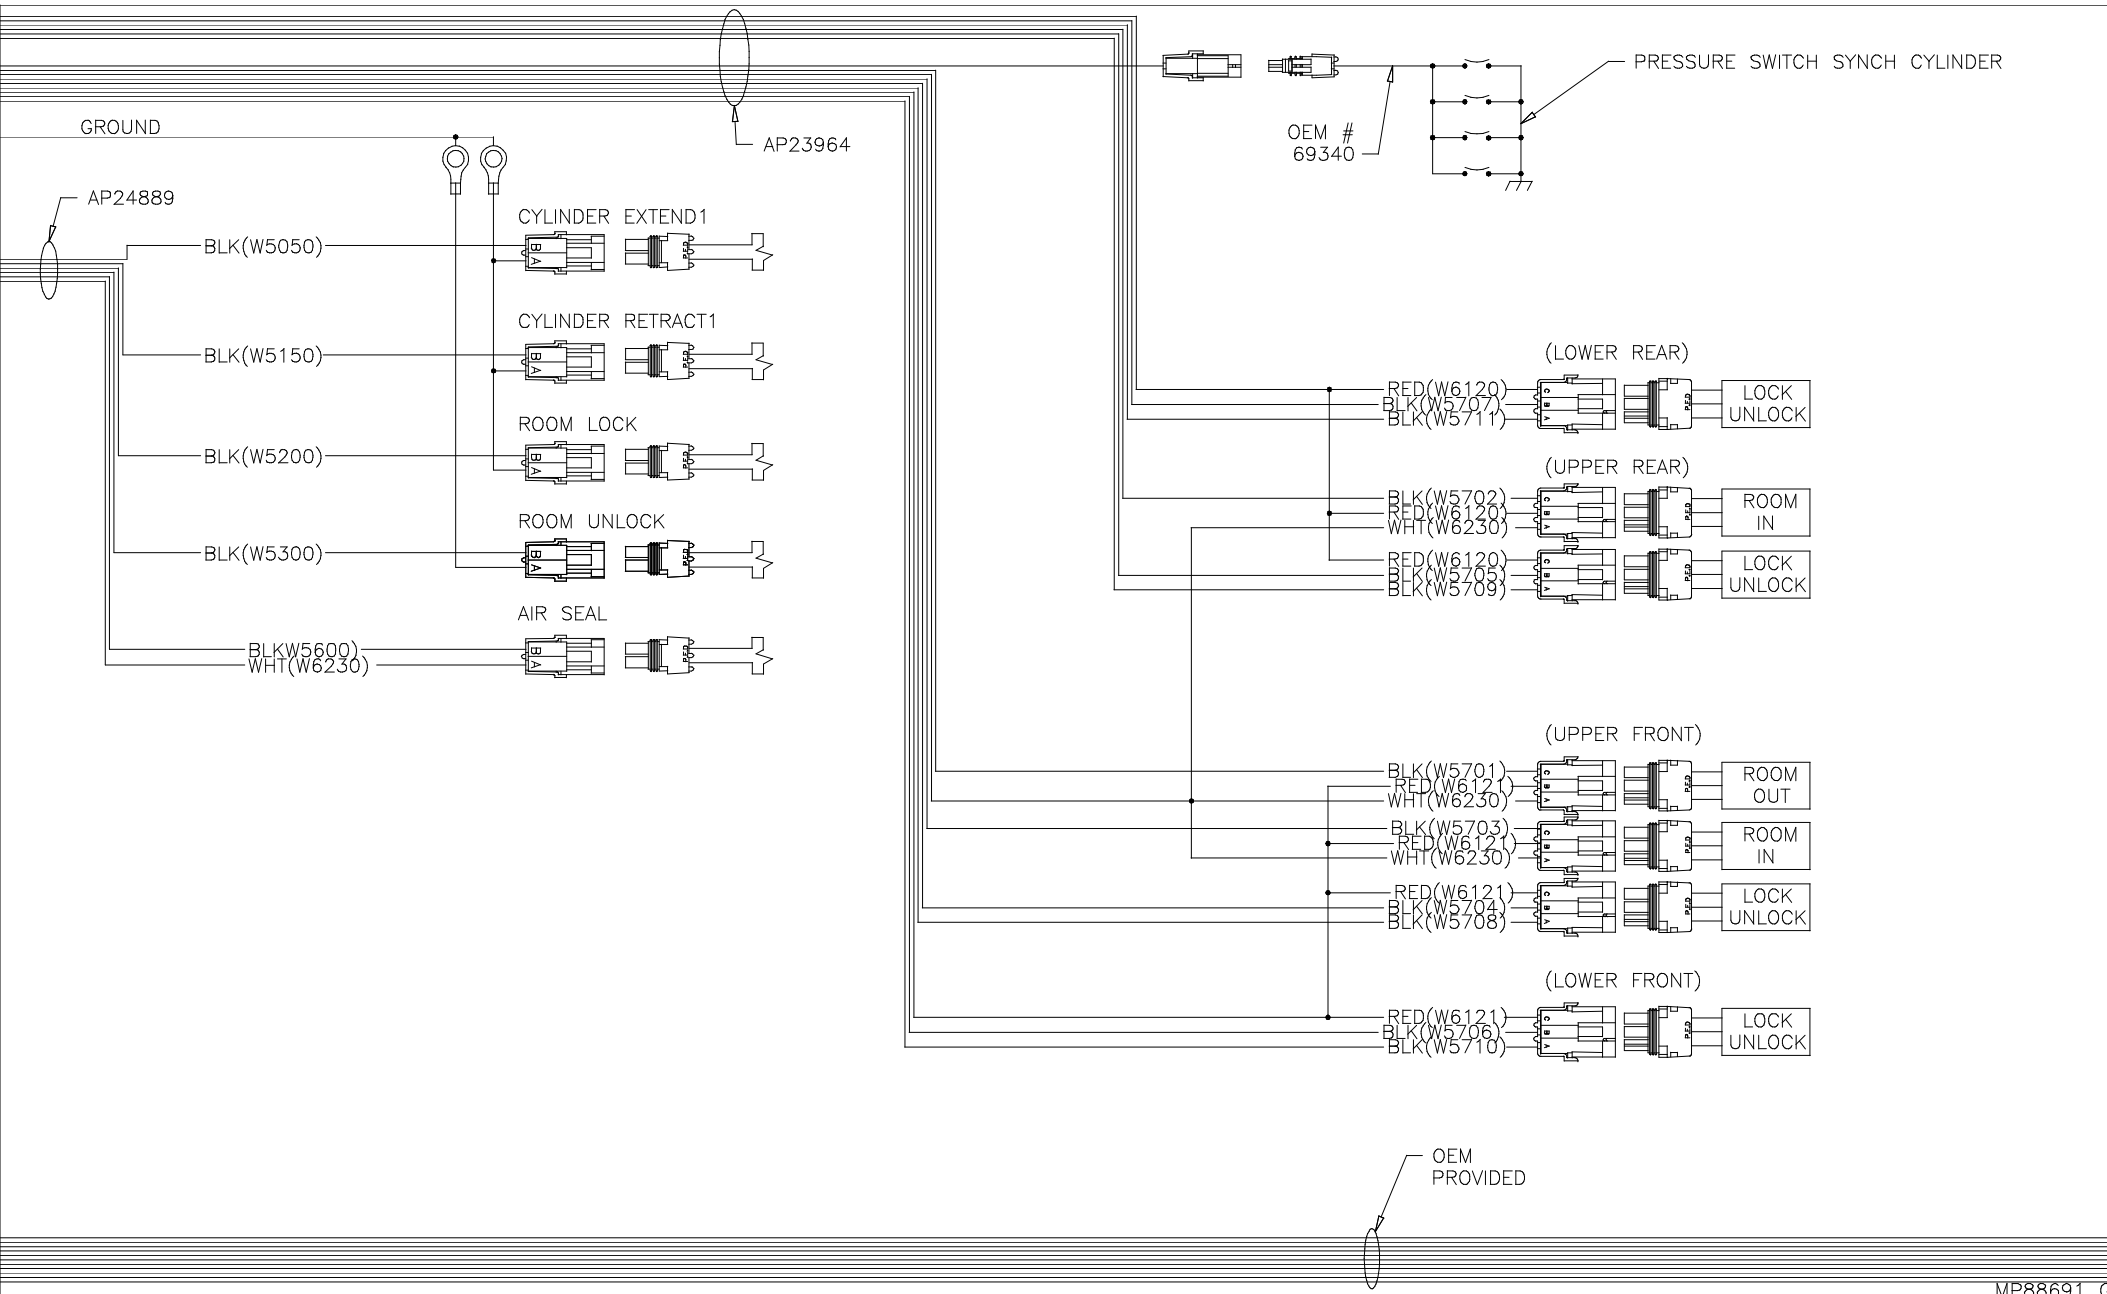 PRESSURE SWITCH SYNCH CYLINDER
GROUND
OEM #
69340
AP23964
AP24889
CYLINDER EXTEND1
BLK(W5050)
B
A
P.E.D
CYLINDER RETRACT1
BLK(W5150)
B
A
P.E.D
ROOM LOCK
BLK(W5200)
B
A
P.E.D
ROOM UNLOCK
BLK(W5300)
B
A
P.E.D
AIR SEAL
BLKW5600)
WHT(W6230)
B
A
P.E.D
(LOWER REAR)
RED(W6120)
BLK(W5707)
BLK(W5711)
C
B
A
P.E.D
LOCK
UNLOCK
(UPPER REAR)
BLK(W5702)
RED(W6120)
WHT(W6230)
C
B
A
P.E.D
ROOM
IN
RED(W6120)
BLK(W5705)
BLK(W5709)
C
B
A
P.E.D
LOCK
UNLOCK
(UPPER FRONT)
BLK(W5701)
RED(W6121)
WHT(W6230)
C
B
A
P.E.D
ROOM
OUT
BLK(W5703)
RED(W6121)
WHT(W6230)
C
B
A
P.E.D
ROOM
IN
RED(W6121)
BLK(W5704)
BLK(W5708)
C
B
A
P.E.D
LOCK
UNLOCK
(LOWER FRONT)
RED(W6121)
BLK(W5706)
BLK(W5710)
C
B
A
P.E.D
LOCK
UNLOCK
OEM
PROVIDED
MP88691